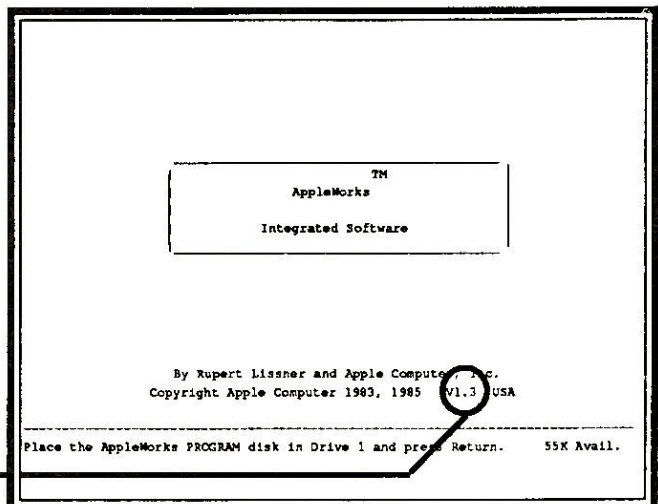 TM
AppleWorks
Integrated Software
By Rupert Lissner and Apple Computer, Inc.
Copyright Apple Computer 1983, 1985 V1.3 USA
Place the AppleWorks PROGRAM disk in Drive 1 and press Return. 55K Avail.